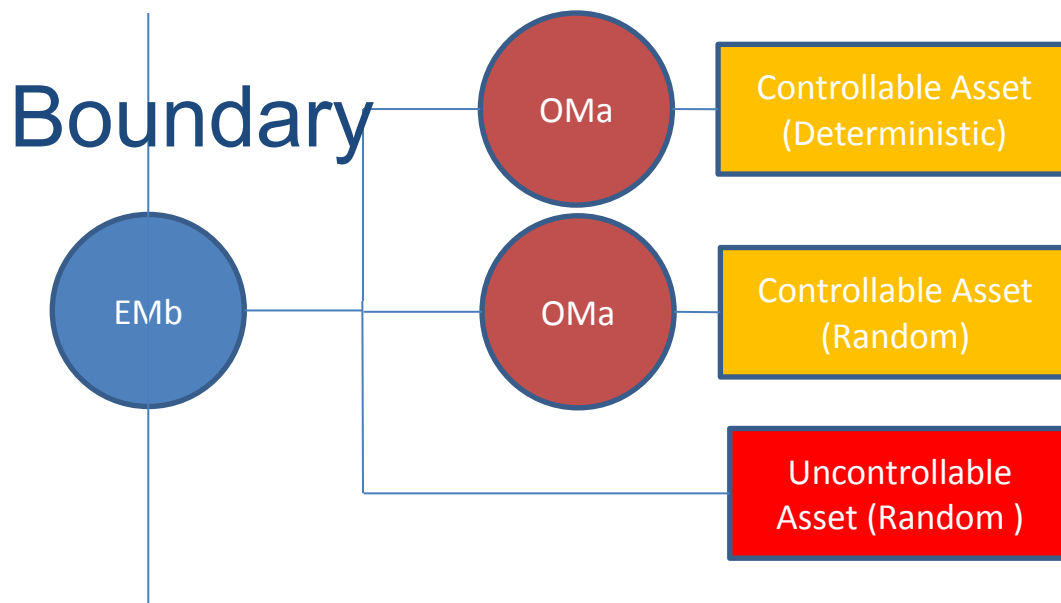 Boundary
OMa
Controllable Asset
(Deterministic)
EMb
OMa
Controllable Asset
(Random)
Uncontrollable
Asset (Random )